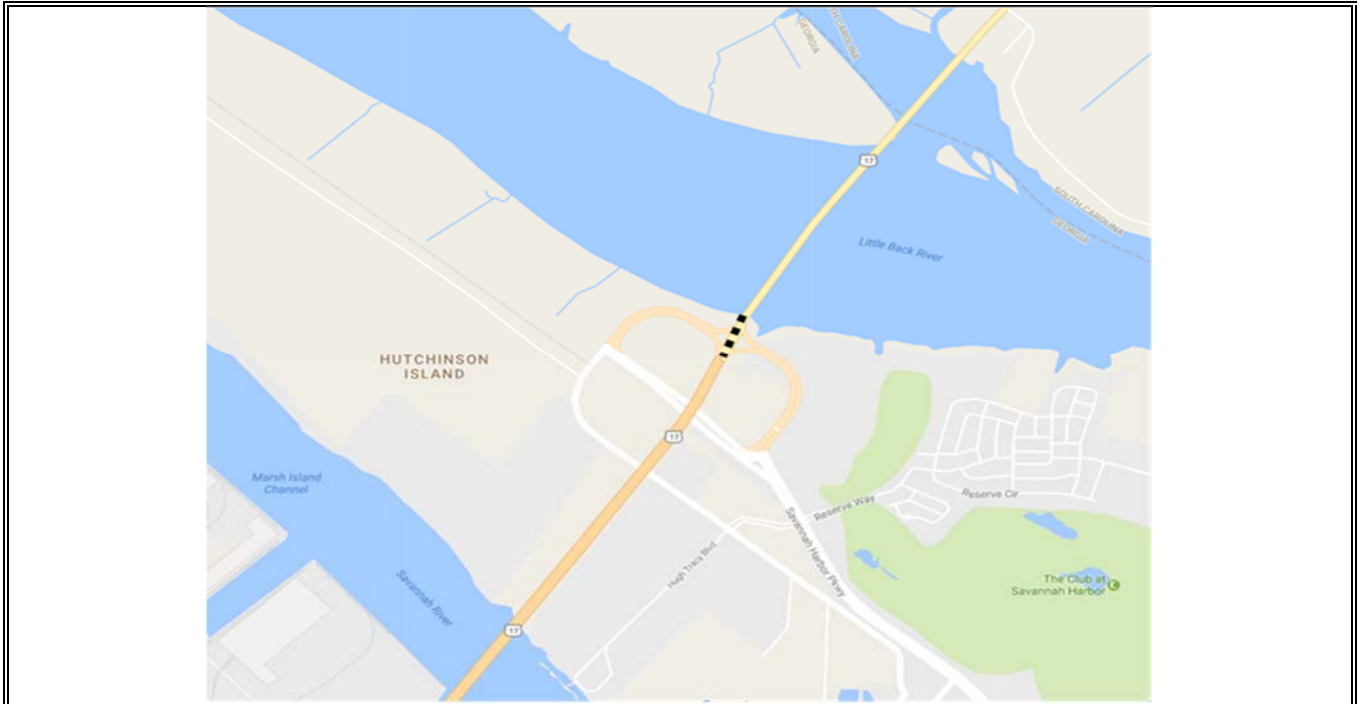 GEORGIA
SOUTH CAROLINA
17
Little Back River
SOUTH CAROLINA
GEORGIA
HUTCHINSON
ISLAND
17
Marsh Island
Channel
Reserve Cir
Reserve Way
Savannah Harbor Pkwy
Hugh Tracy Blvd
The Club at
Savannah Harbor
Savannah River
17